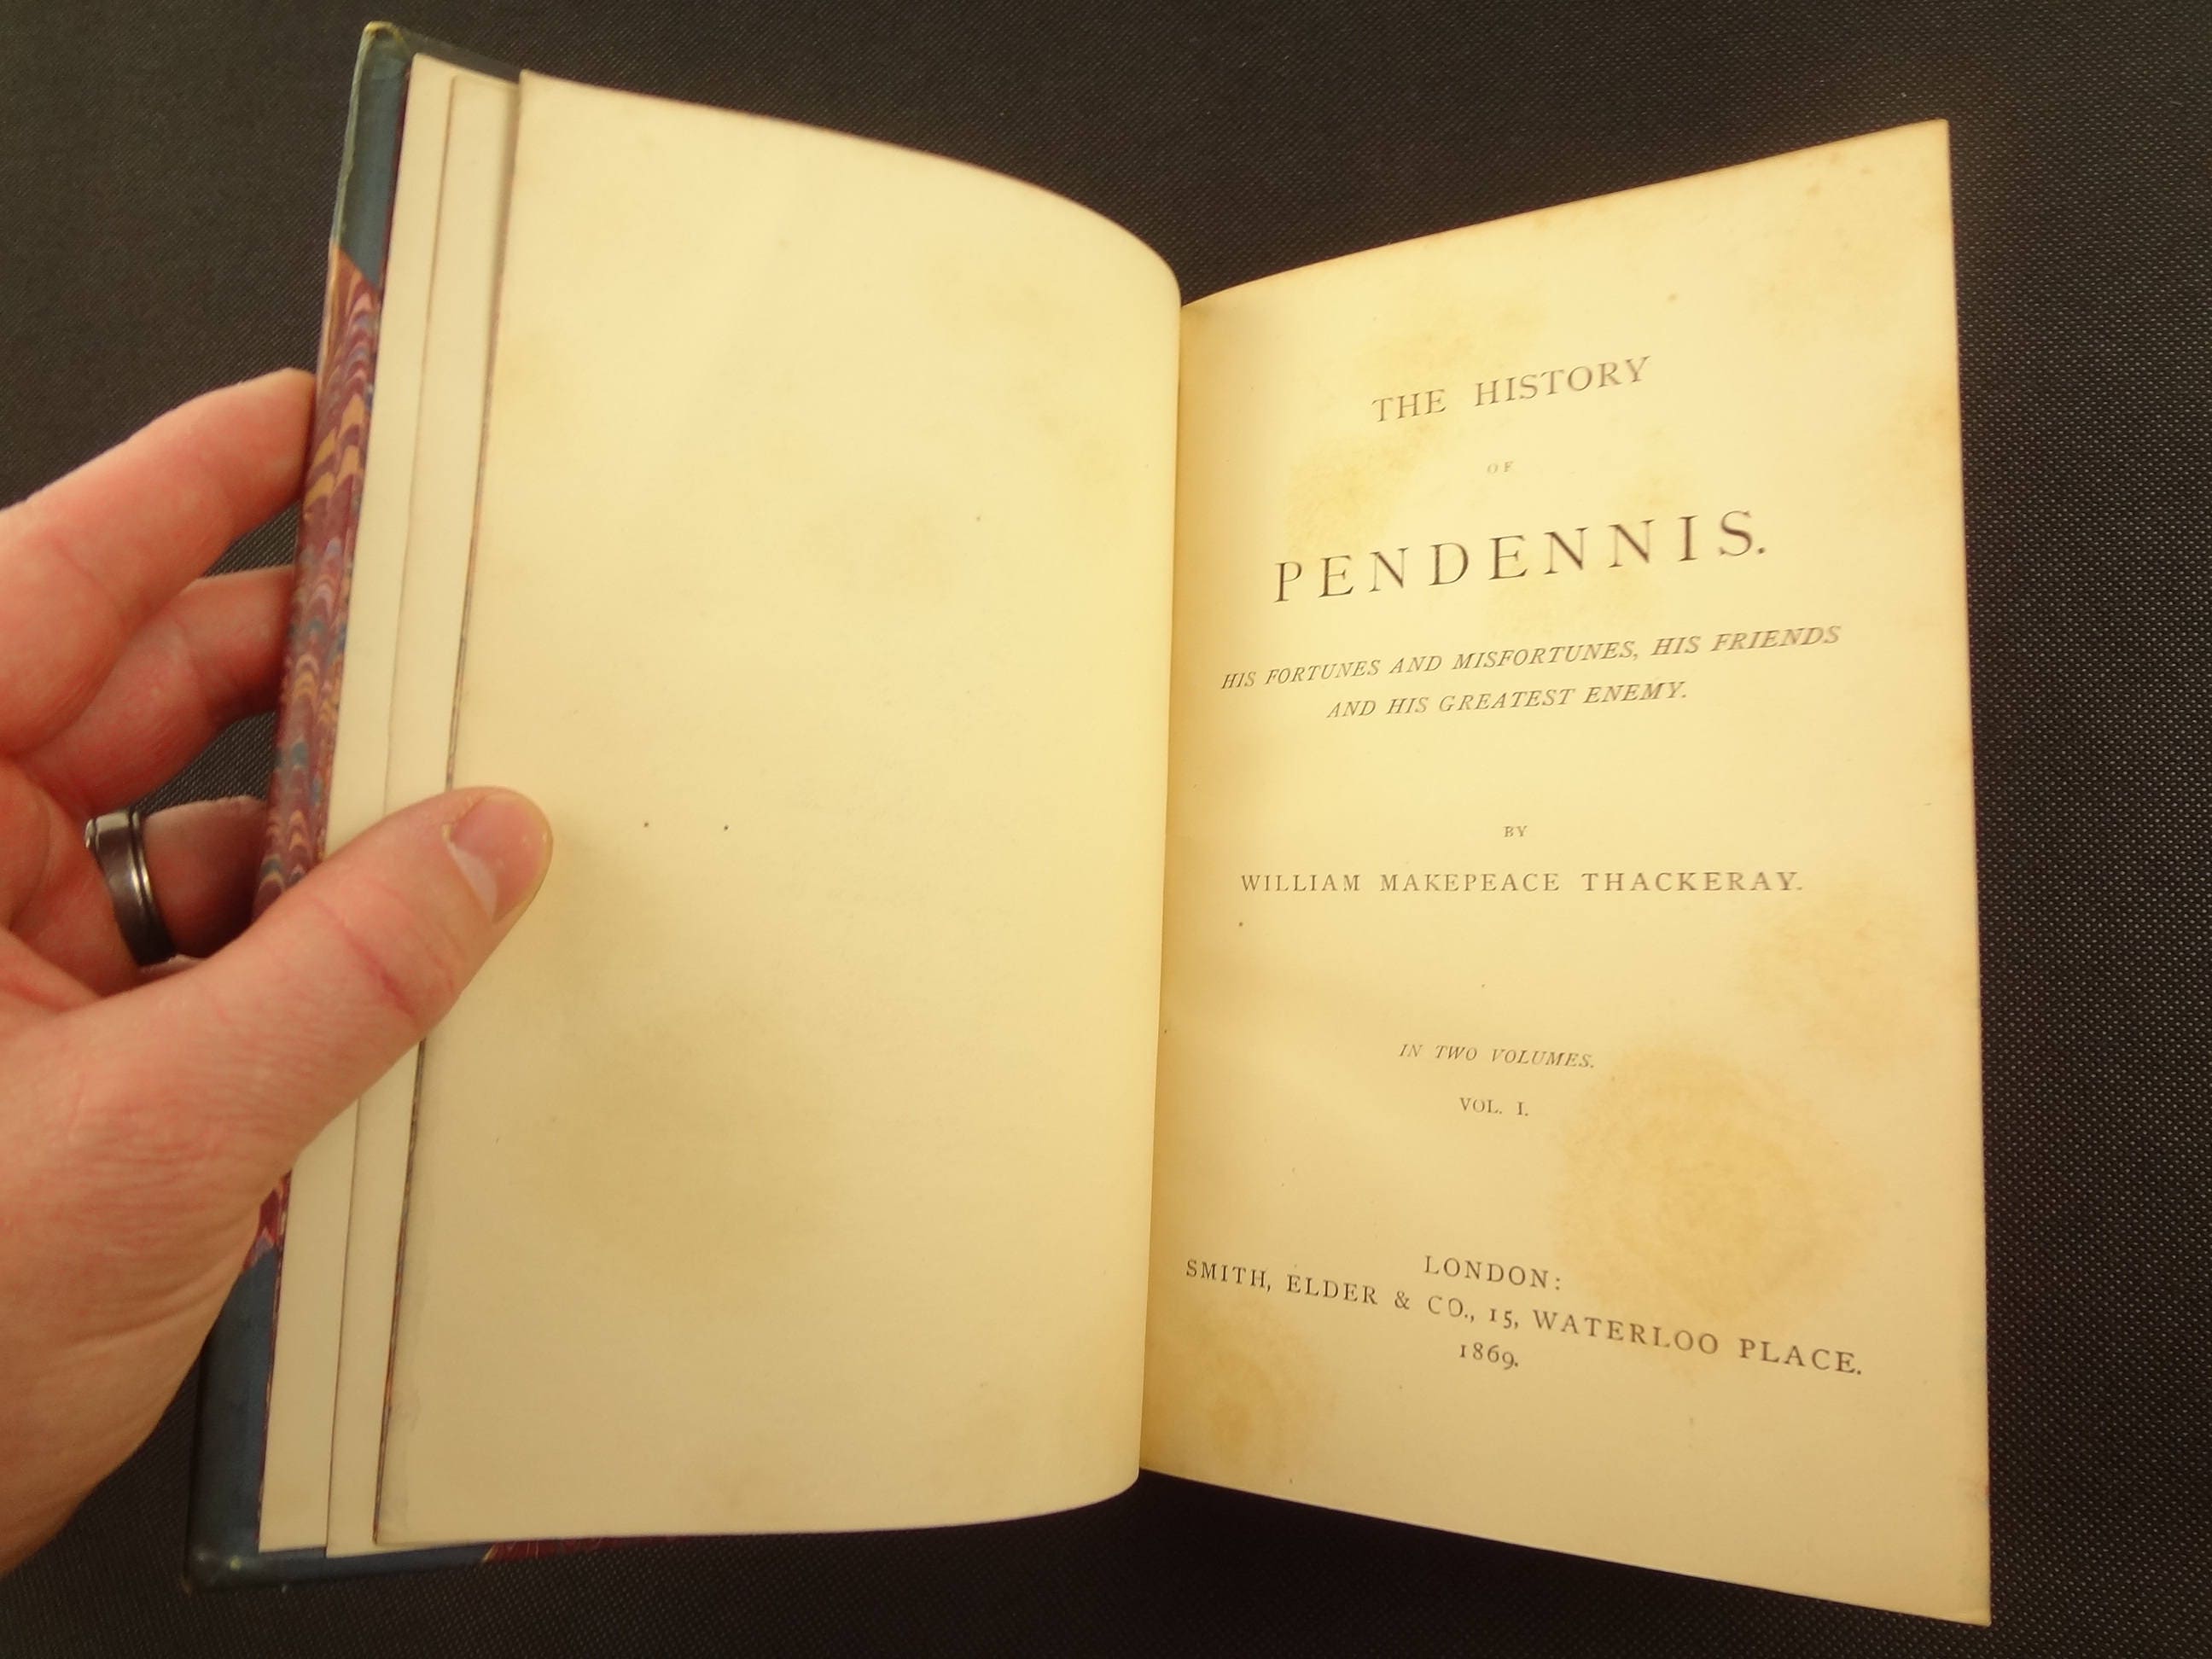 THE HISTORY
OF
PENDENNIS.
HIS FORTUNES AND MISFORTUNES, HIS FRIENDS
AND HIS GREATEST ENEMY.
BY
WILLIAM MAKEPEACE THACKERAY.
IN TWO VOLUMES.
VOL. I.
LONDON:
SMITH, ELDER & CO., 15, WATERLOO PLACE.
1869.